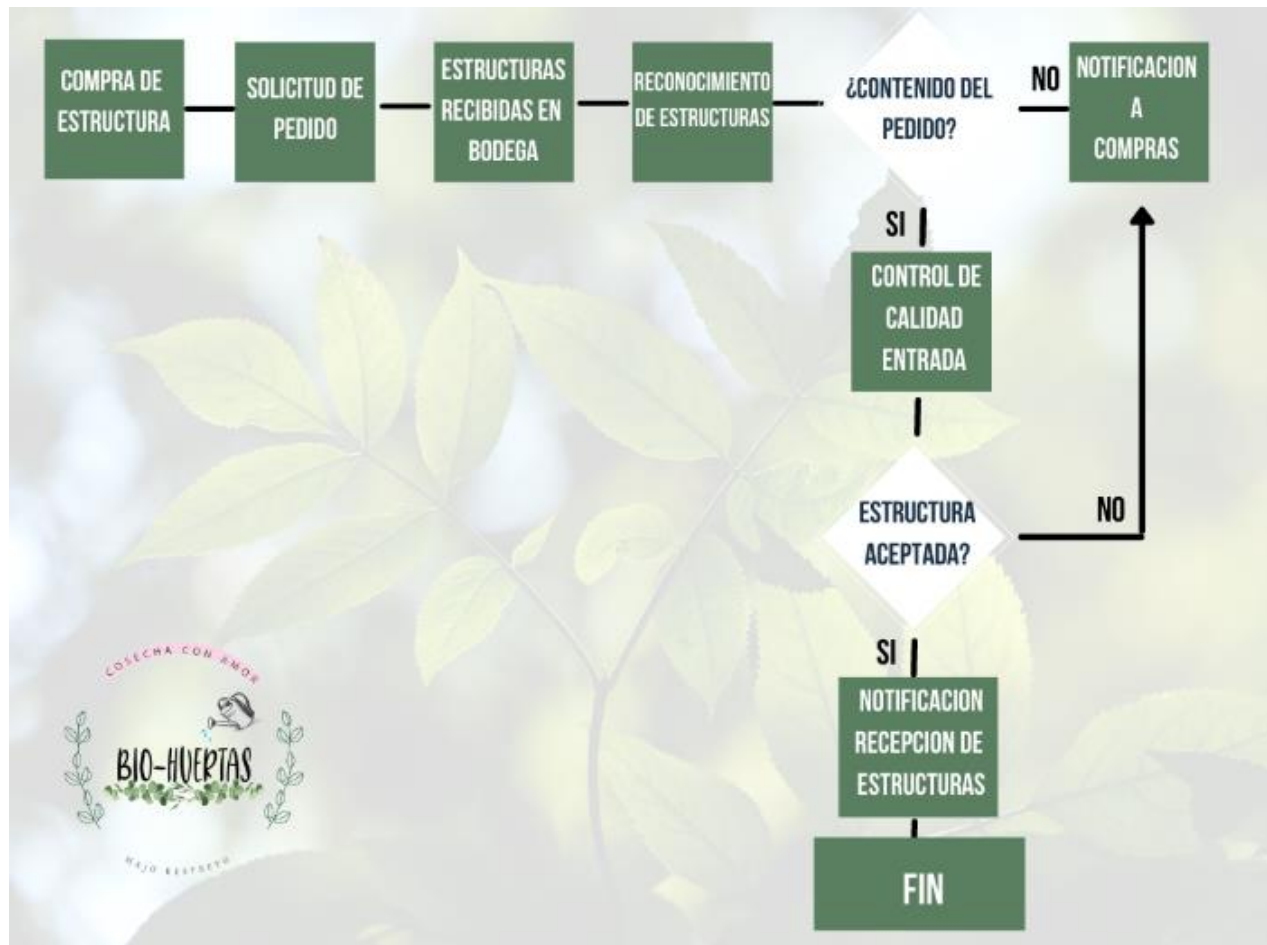 COMPRA DE
ESTRUCTURA
SOLICITUD DE
PEDIDO
ESTRUCTURAS
RECIBIDAS EN
BODEGA
RECONOCIMIENTO
DE ESTRUCTURAS
¿CONTENIDO DEL
PEDIDO?
NO
NOTIFICACION
A
COMPRAS
SI
CONTROL DE
CALIDAD
ENTRADA
ESTRUCTURA
ACEPTADA?
NO
SI
NOTIFICACION
RECEPCION DE
ESTRUCTURAS
FIN
COSECHA CON AMOR
BIO-HUERTAS